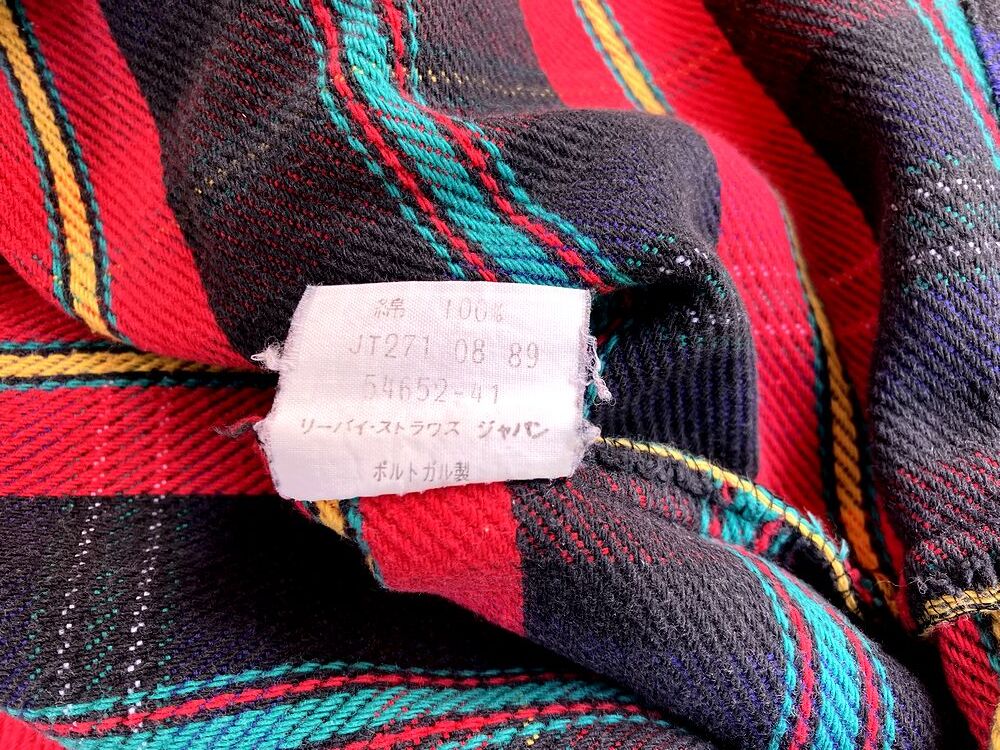 綿 100%
JT271 08 89
54652-41
リーバイ・ストラウス ジャパン
ポルトガル製